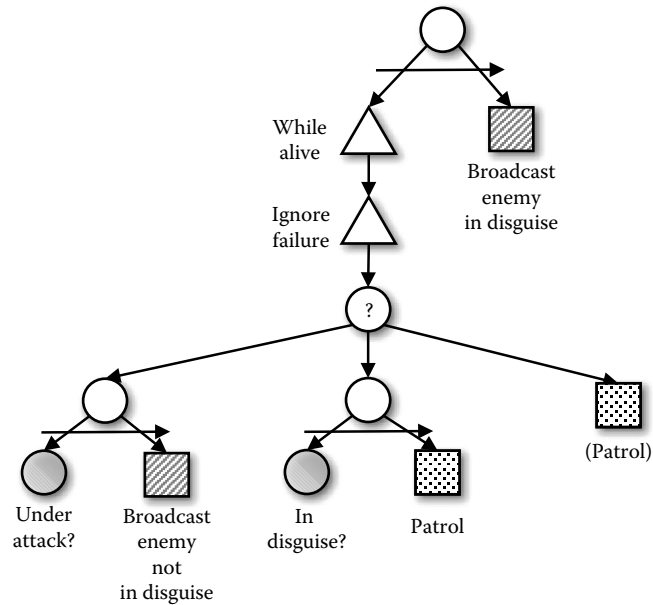 While
alive
Broadcast
enemy
in disguise
Ignore
failure
?
(Patrol)
Under
attack?
Broadcast
enemy
not
in disguise
In
disguise?
Patrol